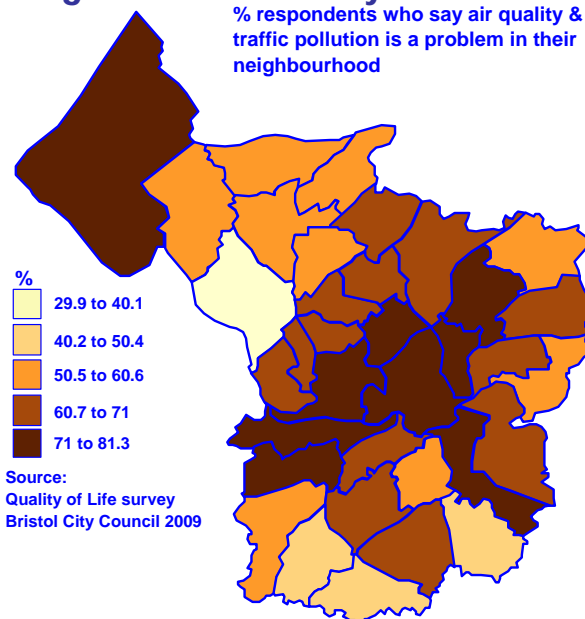 % respondents who say air quality &
traffic pollution is a problem in their
neighbourhood
%
29.9 to 40.1
40.2 to 50.4
50.5 to 60.6
60.7 to 71
71 to 81.3
Source:
Quality of Life survey
Bristol City Council 2009